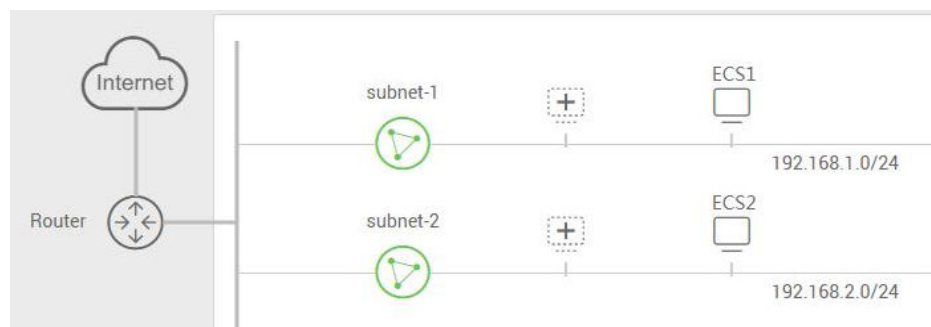 Internet
Router
subnet-1
ECS1
192.168.1.0/24
subnet-2
ECS2
192.168.2.0/24